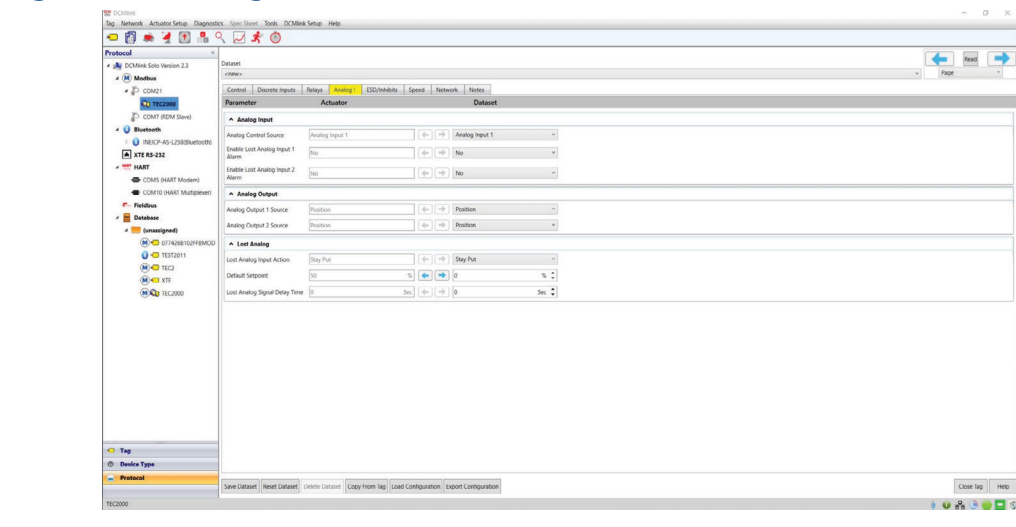 DCMlink
Tag Network Actuator Setup Diagnostics Spec Sheet Tools DCMlink Setup Help
Protocol
DCMlink Solo Version 2.2
Modbus
COM21
TEC2000
COM7 (RDM Slave)
Bluetooth
XTE RS-232
HART
COM5 (HART Modem)
COM10 (HART Multiplexer)
Fieldbus
Database
(unassigned)
TEST2011
TEC2
XTE
TEC2000
Tag
Device Type
Protocol
TEC2000
Dataset
<new>
Read
Page
Control Discrete Inputs Relays Analog ! ESD/Inhibits Speed Network Notes
Parameter Actuator Dataset
Analog Input
Analog Control Source Analog Input 1 Analog Input 1
Enable Lost Analog Input 1 Alarm No No
Enable Lost Analog Input 2 Alarm No No
Analog Output
Analog Output 1 Source Position Position
Analog Output 2 Source Position Position
Lost Analog
Lost Analog Input Action Stay Put Stay Put
Default Setpoint 50 % 0 %
Lost Analog Signal Delay Time 0 Sec 0 Sec
Save Dataset Reset Dataset Delete Dataset Copy From Tag Load Configuration Export Configuration Close Tag Help